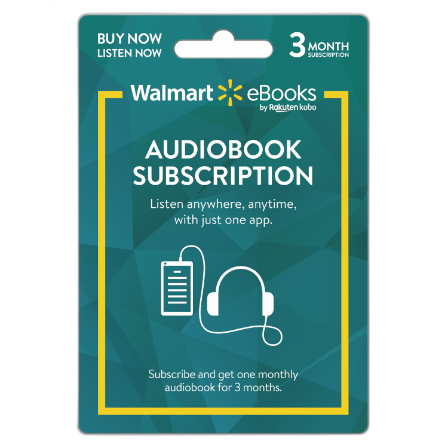 BUY NOW
LISTEN NOW
3 MONTH
SUBSCRIPTION
Walmart eBooks
by Rakuten kobo
AUDIOBOOK
SUBSCRIPTION
Listen anywhere, anytime,
with just one app.
Subscribe and get one monthly
audiobook for 3 months.